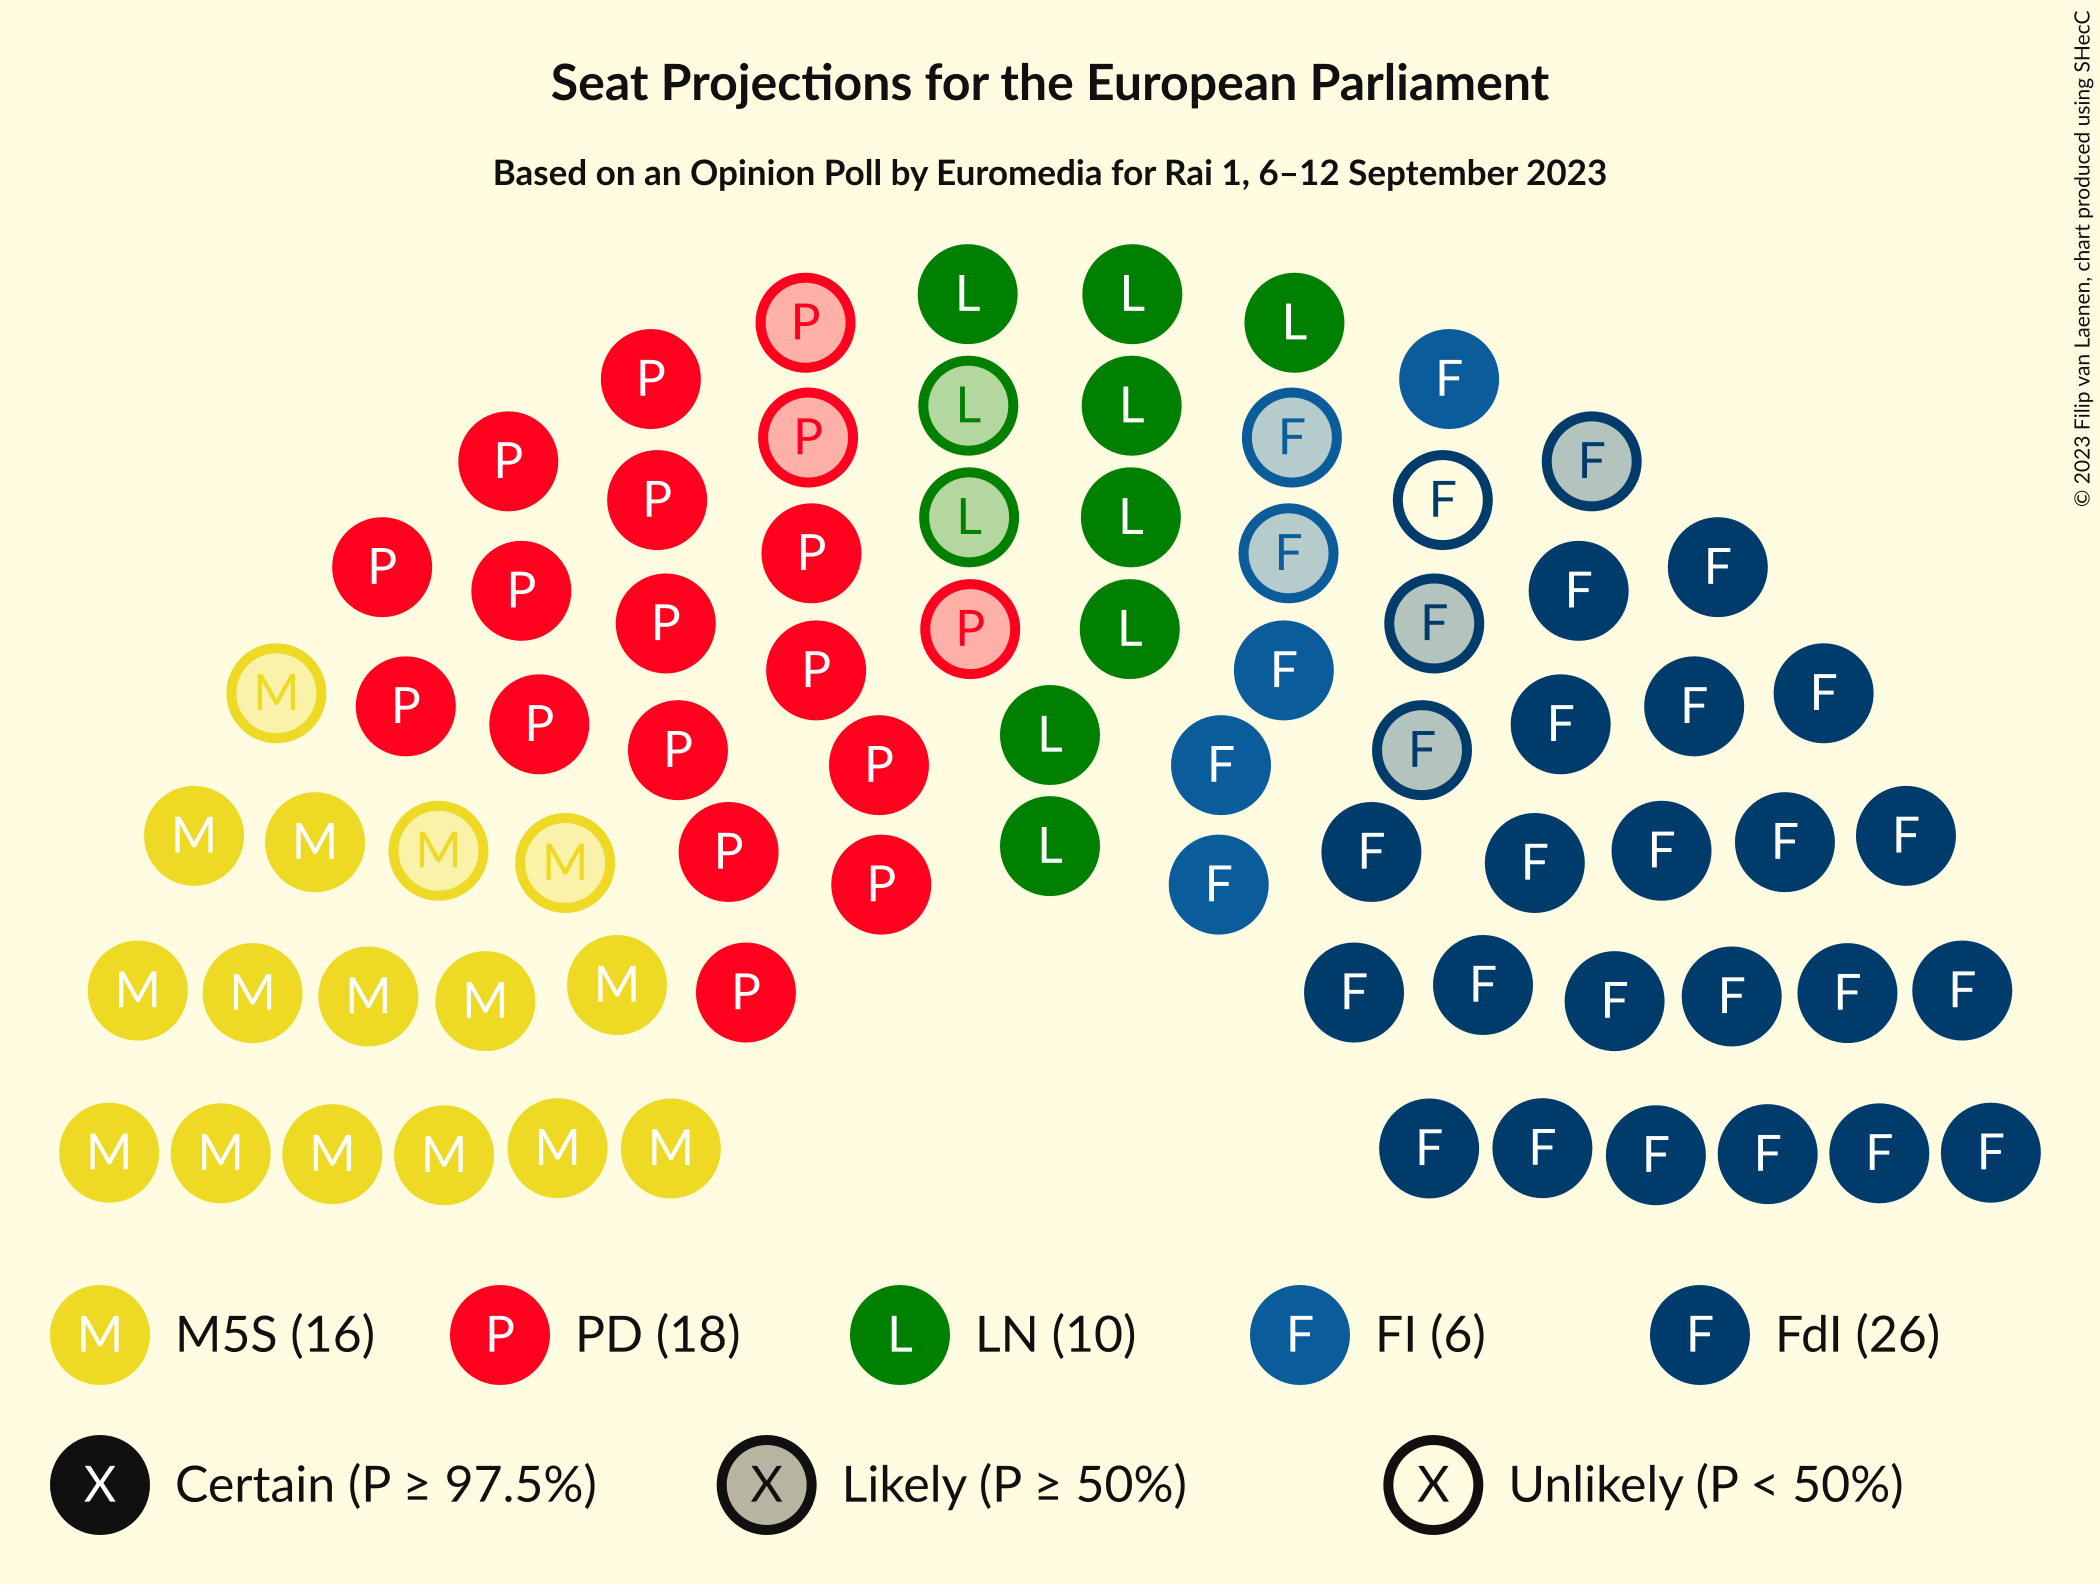 Seat Projections for the European Parliament
Based on an Opinion Poll by Euromedia for Rai 1, 6–12 September 2023
© 2023 Filip van Laenen, chart produced using SHecC
L L
P L
P F
P L L
P F F
P P F
L L
P P F
P F F
P F F
P L
P F
M P F F
P P F F
P L F
P P F
P F
M M F F
M M F F
L
P F
P F
M M M M F F F F
M P F F
M M M M F F F F
M M M M M M F F F F F F
M M5S (16) P PD (18) L LN (10) F FI (6) F FdI (26)
X Certain (P ≥ 97.5%) X Likely (P ≥ 50%) X Unlikely (P < 50%)